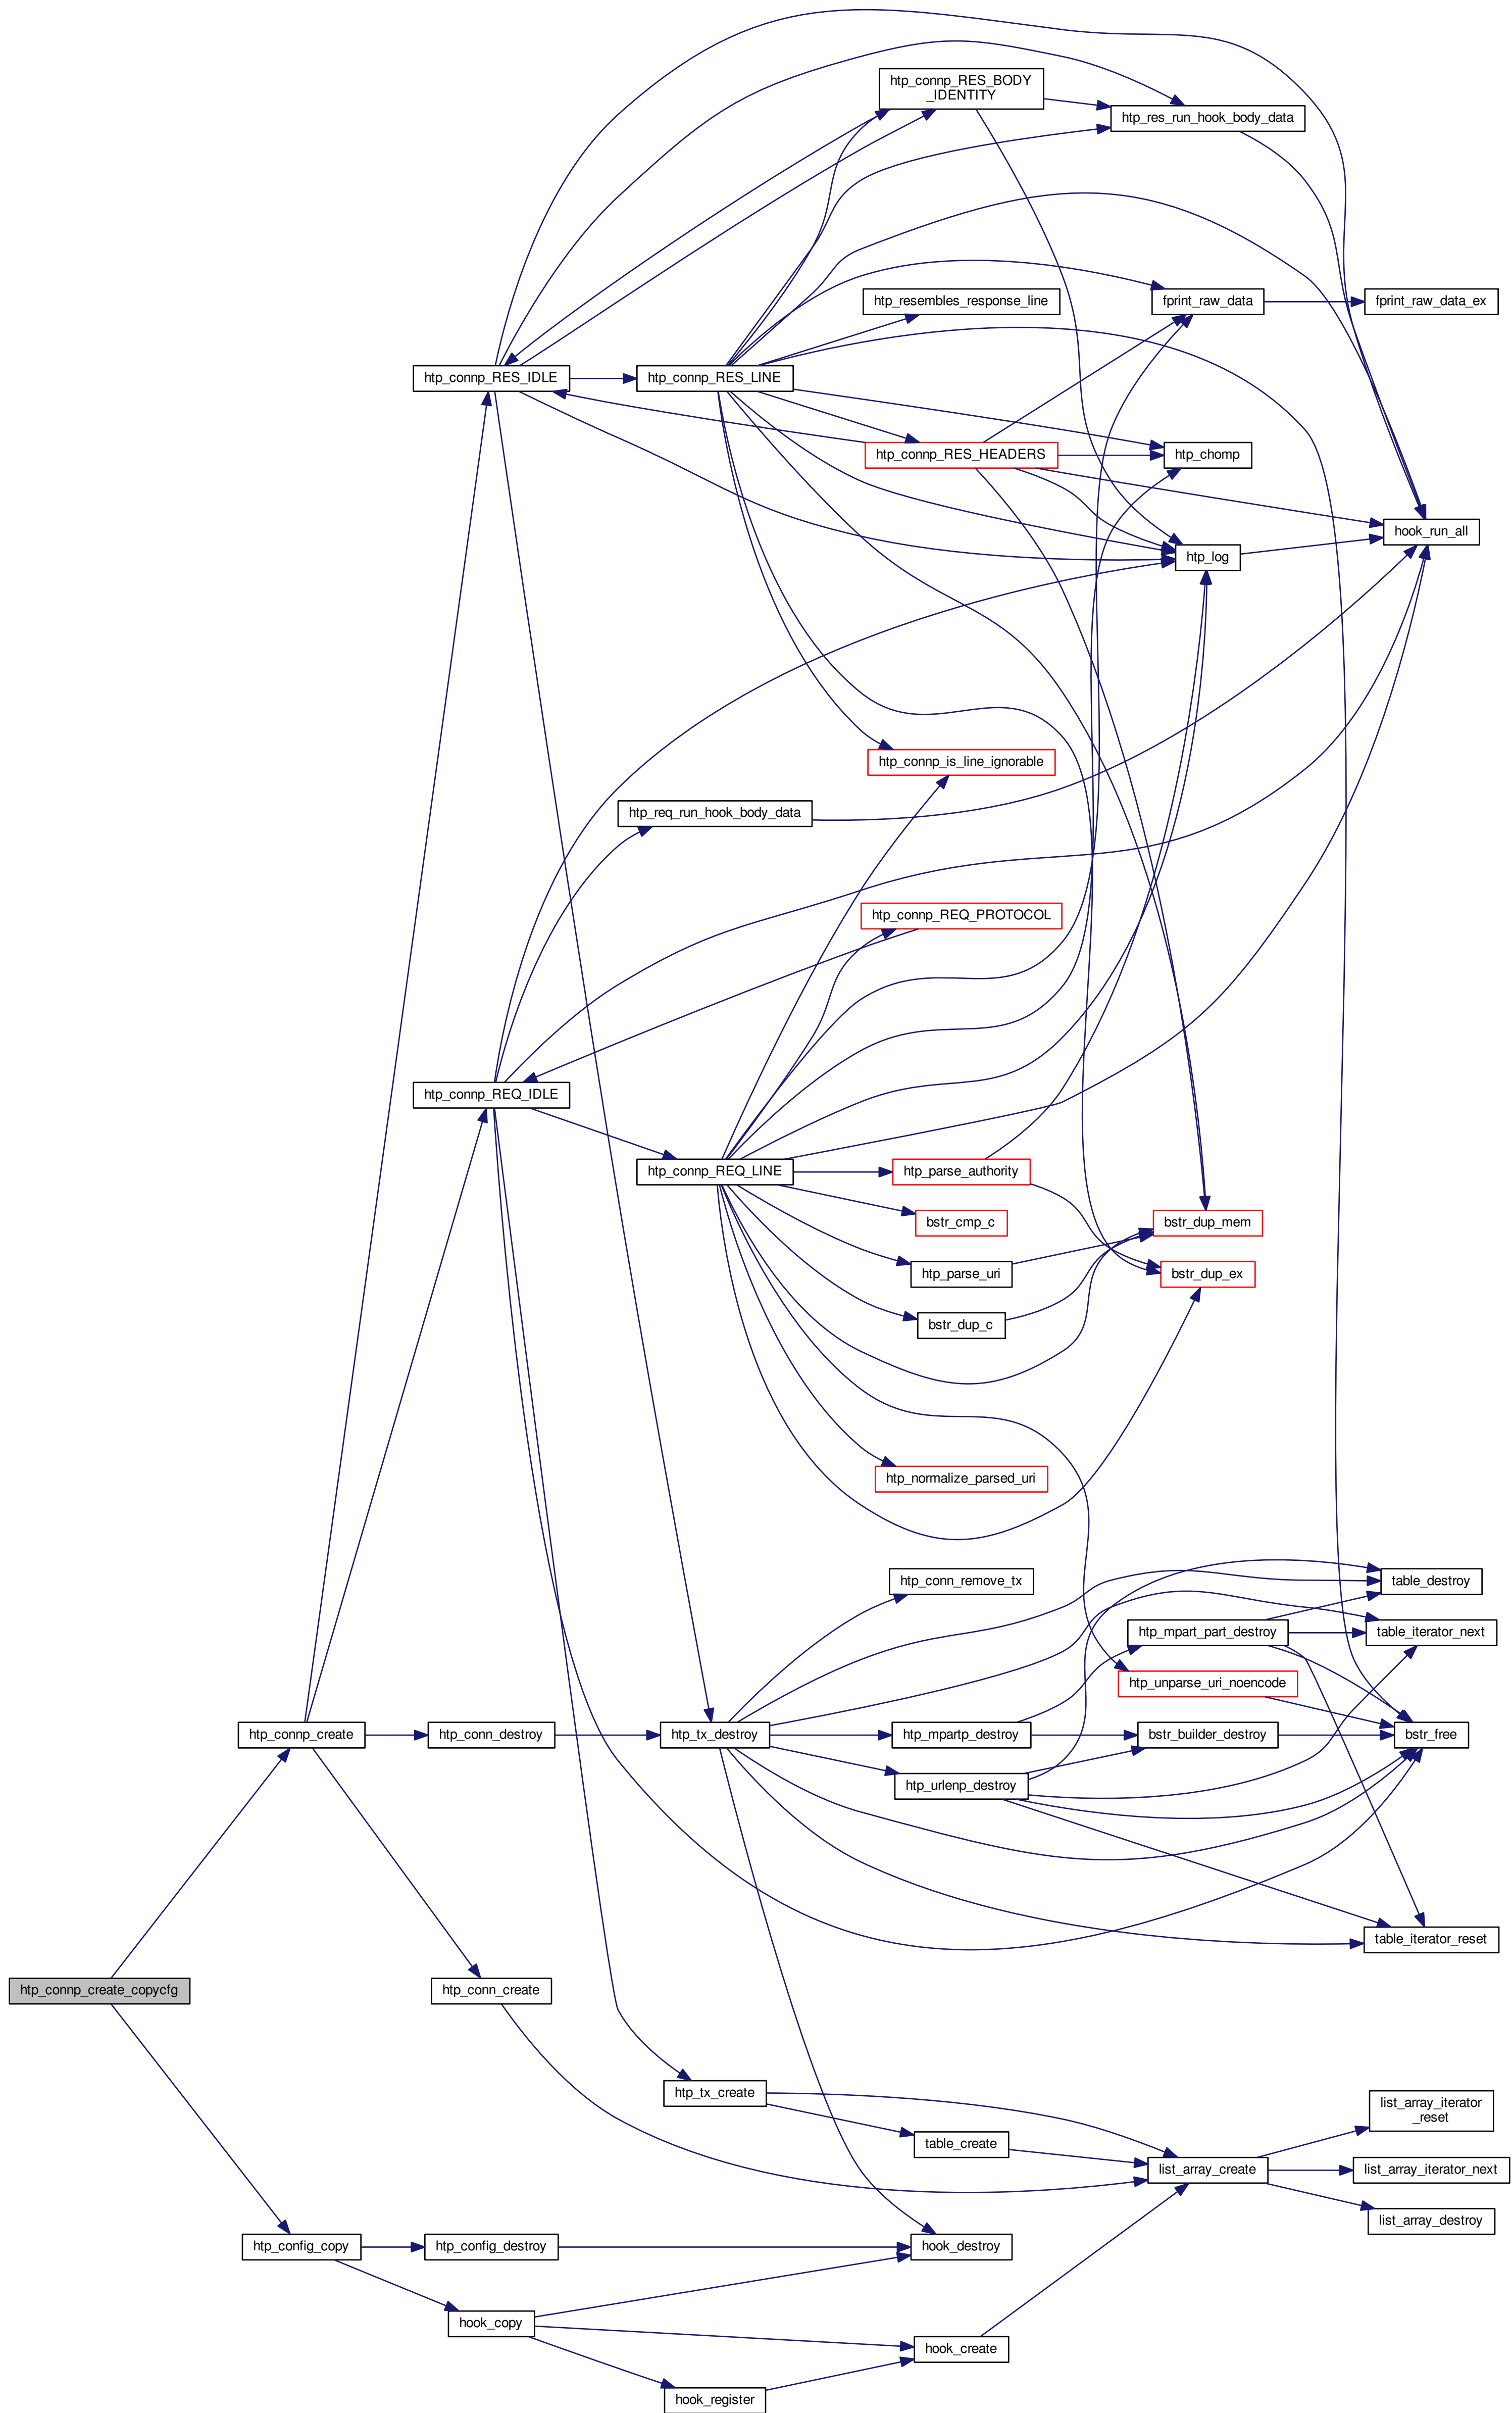 htp_connp_RES_BODY
_IDENTITY
htp_res_run_hook_body_data
htp_resembles_response_line
fprint_raw_data
fprint_raw_data_ex
htp_connp_RES_IDLE
htp_connp_RES_LINE
htp_connp_RES_HEADERS
htp_chomp
hook_run_all
htp_log
htp_connp_is_line_ignorable
htp_req_run_hook_body_data
htp_connp_REQ_PROTOCOL
htp_connp_REQ_IDLE
htp_connp_REQ_LINE
htp_parse_authority
bstr_cmp_c
bstr_dup_mem
htp_parse_uri
bstr_dup_ex
bstr_dup_c
htp_normalize_parsed_uri
htp_conn_remove_tx
table_destroy
htp_mpart_part_destroy
table_iterator_next
htp_unparse_uri_noencode
htp_connp_create
htp_conn_destroy
htp_tx_destroy
htp_mpartp_destroy
bstr_builder_destroy
bstr_free
htp_urlenp_destroy
table_iterator_reset
htp_connp_create_copycfg
htp_conn_create
htp_tx_create
list_array_iterator
_reset
table_create
list_array_create
list_array_iterator_next
list_array_destroy
htp_config_copy
htp_config_destroy
hook_destroy
hook_copy
hook_create
hook_register